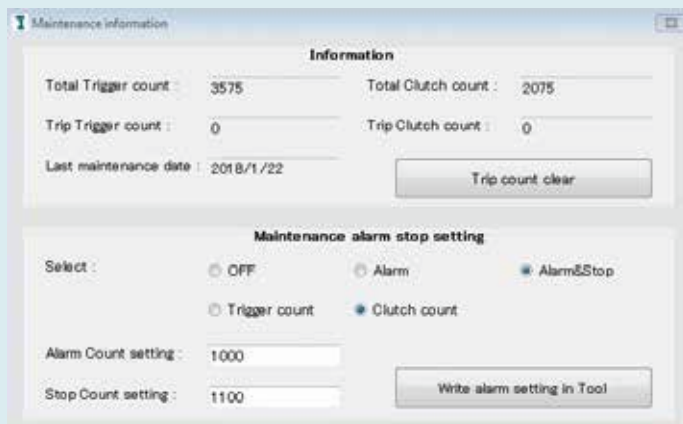 Maintenance information
Information
Total Trigger count : 3575 Total Clutch count : 2075
Trip Trigger count : 0 Trip Clutch count : 0
Last maintenance date : 2018/1/22 Trip count clear
Maintenance alarm stop setting
Select : OFF Alarm Alarm&Stop
Trigger count Clutch count
Alarm Count setting : 1000
Stop Count setting : 1100 Write alarm setting in Tool